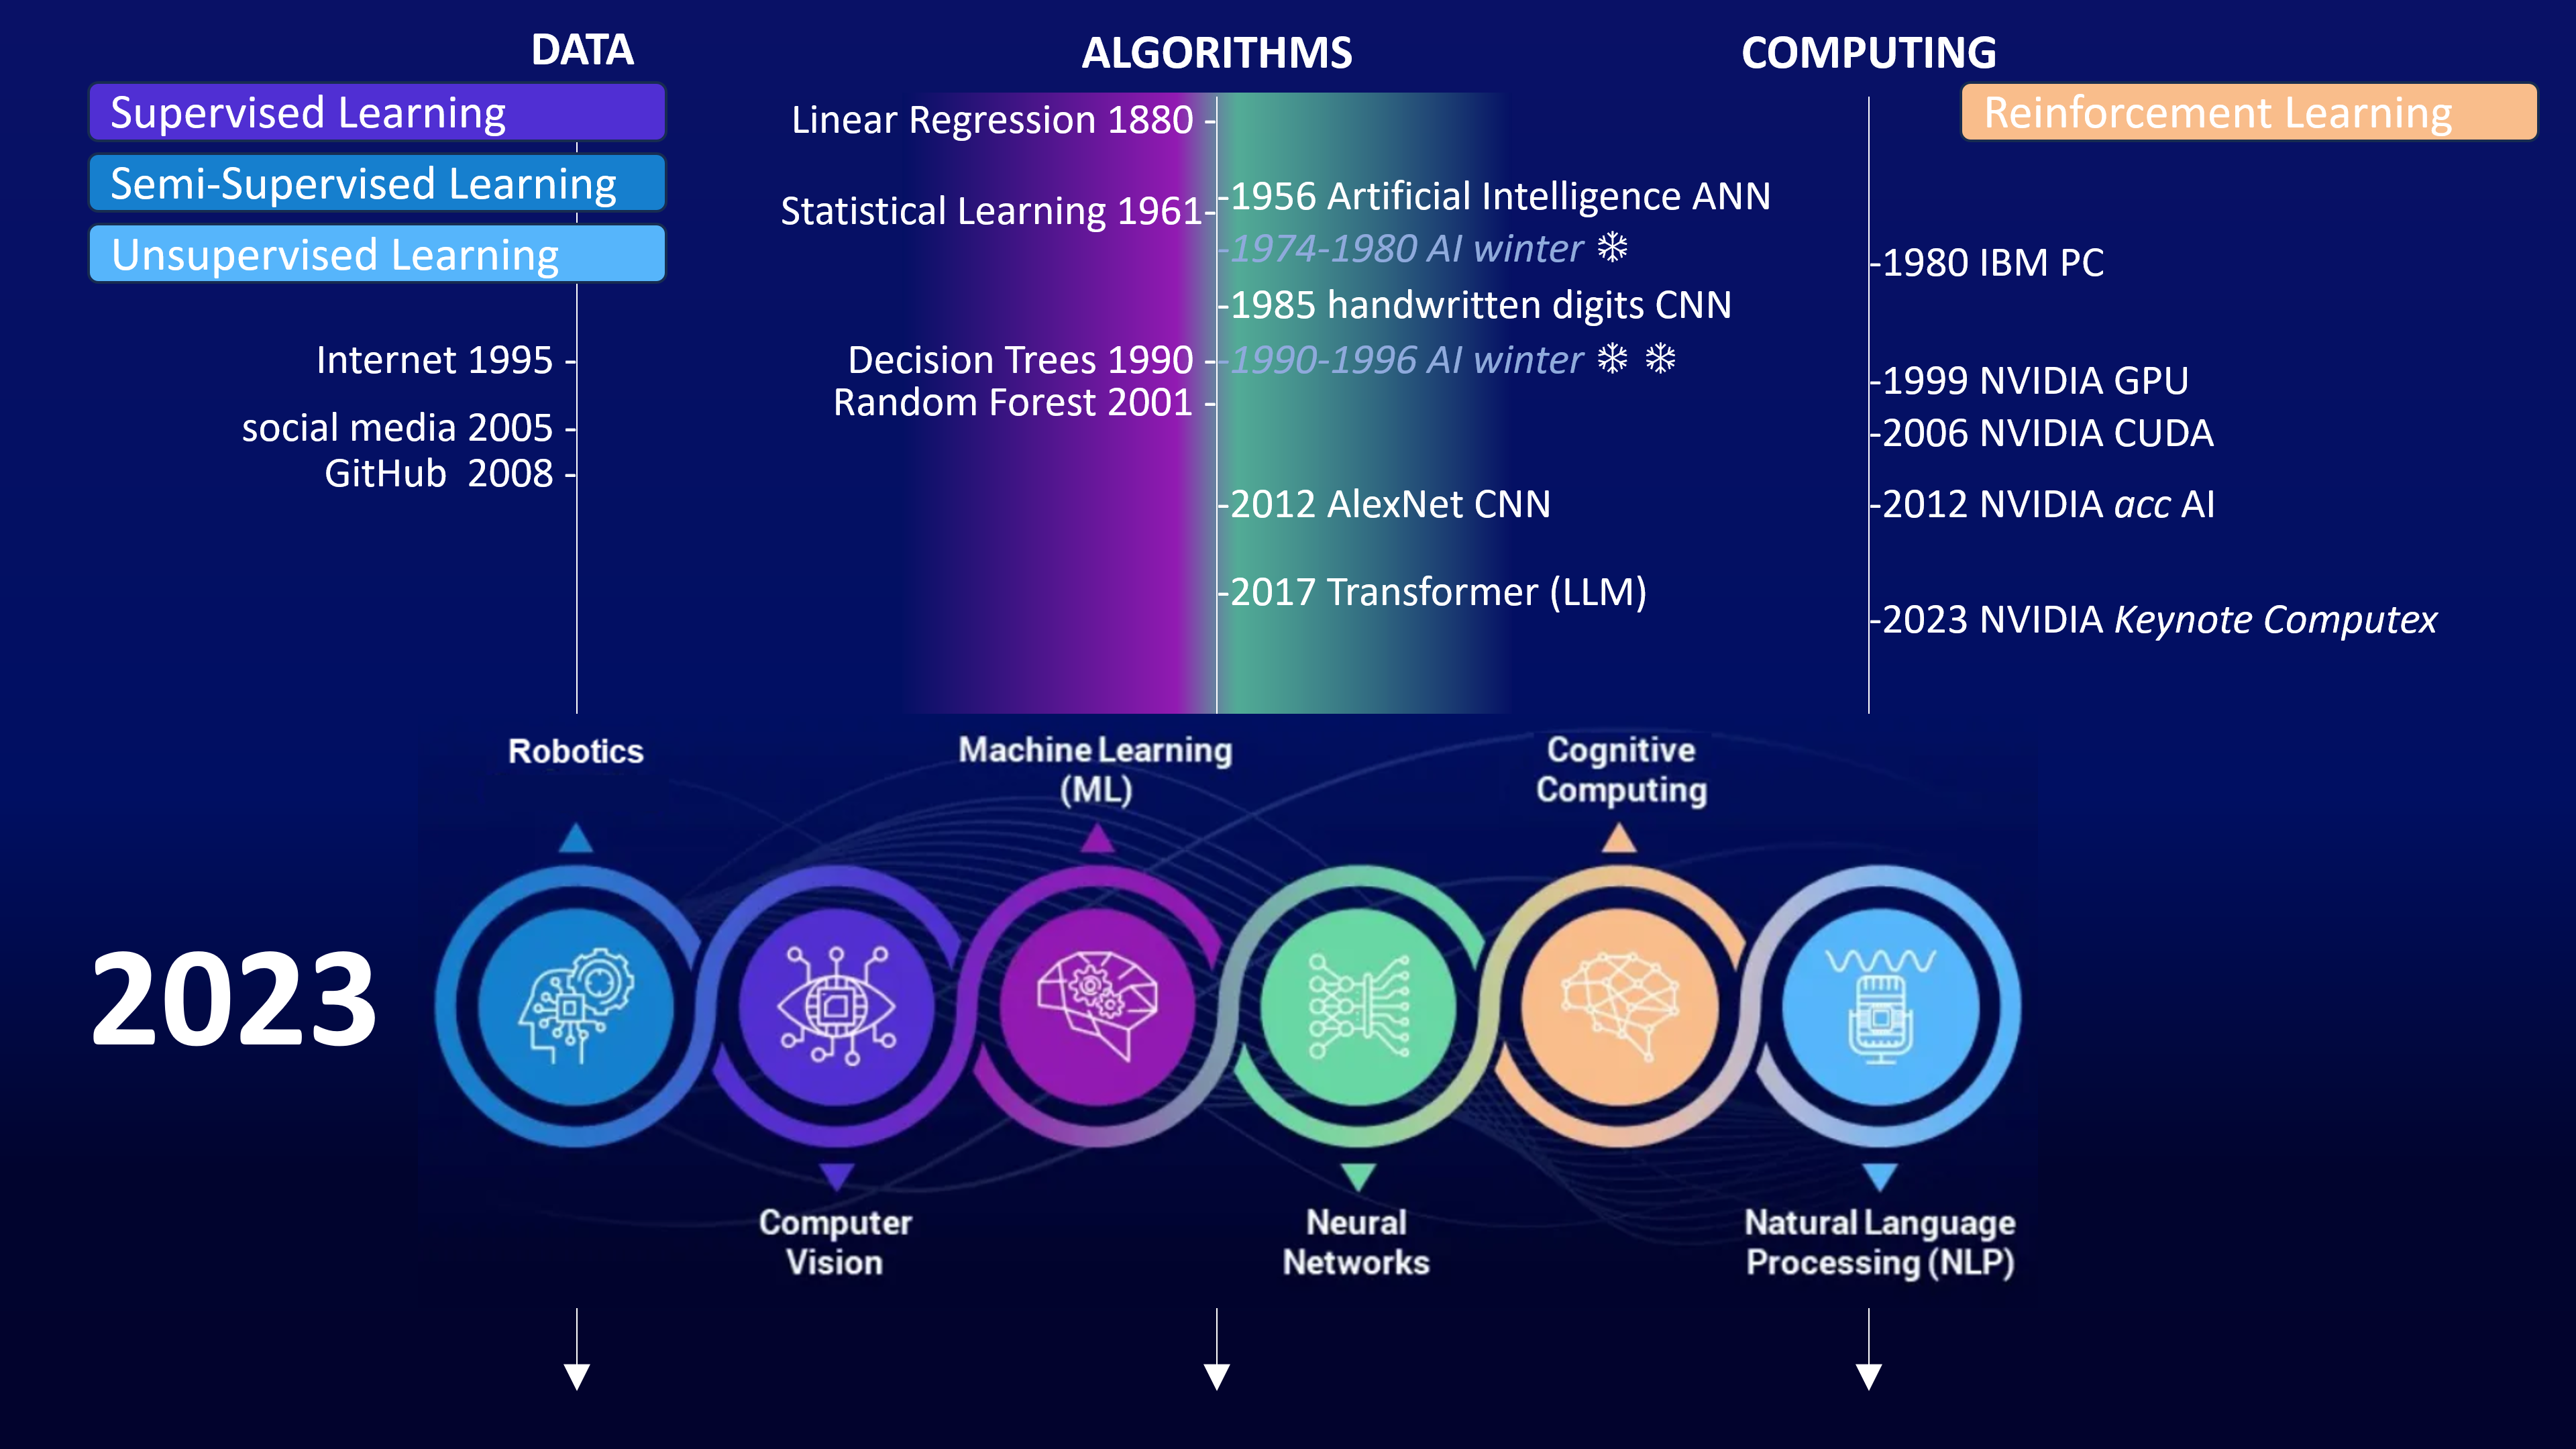 DATA
Supervised Learning
Semi-Supervised Learning
Unsupervised Learning
Internet 1995 -
social media 2005 -
GitHub  2008 -
ALGORITHMS
Linear Regression 1880 -
Statistical Learning 1961-
Decision Trees 1990 -
Random Forest 2001 -
-1956 Artificial Intelligence ANN
-1974-1980 AI winter ❄
-1985 handwritten digits CNN
-1990-1996 AI winter ❄ ❄
-2012 AlexNet CNN
-2017 Transformer (LLM)
COMPUTING
Reinforcement Learning
-1980 IBM PC
-1999 NVIDIA GPU
-2006 NVIDIA CUDA
-2012 NVIDIA acc AI
-2023 NVIDIA Keynote Computex
2023
Robotics
Computer
Vision
Machine Learning
(ML)
Neural
Networks
Cognitive
Computing
Natural Language
Processing (NLP)